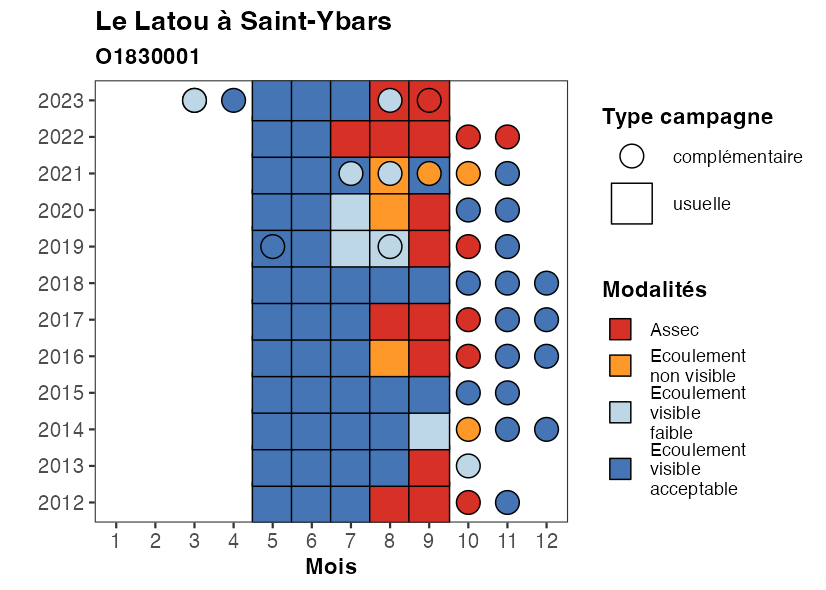 Le Latou à Saint-Ybars
O1830001
2023
2022
2021
2020
2019
2018
2017
2016
2015
2014
2013
2012
1 2 3 4 5 6 7 8 9 10 11 12
Mois
Type campagne
complémentaire
usuelle
Modalités
Assec
Ecoulement
non visible
Ecoulement
visible
faible
Ecoulement
visible
acceptable